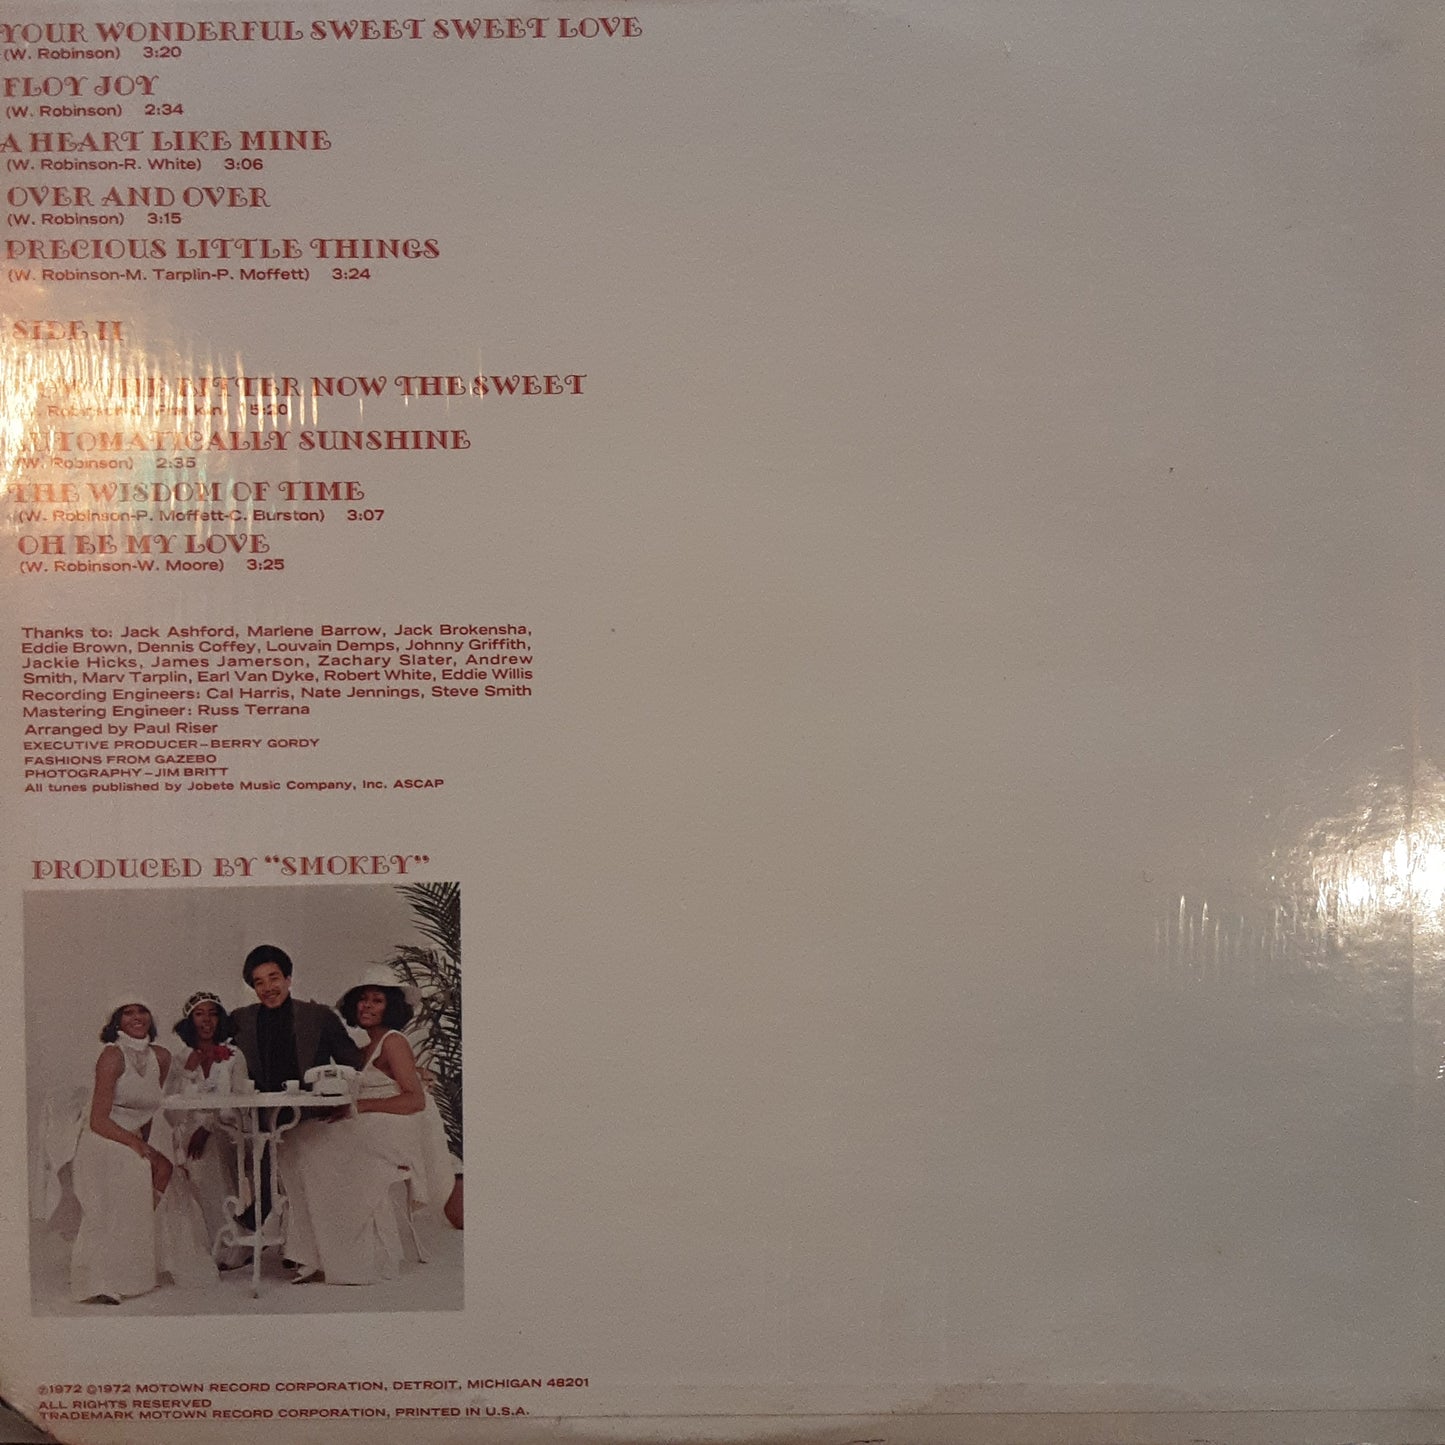 YOUR WONDERFUL SWEET SWEET LOVE
(W. Robinson) 3:20
FLOY JOY
(W. Robinson) 2:34
A HEART LIKE MINE
(W. Robinson-R. White) 3:06
OVER AND OVER
(W. Robinson) 3:15
PRECIOUS LITTLE THINGS
(W. Robinson-M. Tarplin-P. Moffett) 3:24
SIDE II
THE BITTER NOW THE SWEET
Robinson 5:20
AUTOMATICALLY SUNSHINE
(W. Robinson) 2:35
THE WISDOM OF TIME
(W. Robinson-P. Moffett-C. Burston) 3:07
OH BE MY LOVE
(W. Robinson-W. Moore) 3:25
Thanks to: Jack Ashford, Marlene Barrow, Jack Brokensha,
Eddie Brown, Dennis Coffey, Louvain Demps, Johnny Griffith,
Jackie Hicks, James Jamerson, Zachary Slater, Andrew
Smith, Marv Tarplin, Earl Van Dyke, Robert White, Eddie Willis
Recording Engineers: Cal Harris, Nate Jennings, Steve Smith
Mastering Engineer: Russ Terrana
Arranged by Paul Riser
EXECUTIVE PRODUCER–BERRY GORDY
FASHIONS FROM GAZEBO
PHOTOGRAPHY–JIM BRITT
All tunes published by Jobete Music Company, Inc. ASCAP
PRODUCED BY “SMOKEY”
℗1972 ©1972 MOTOWN RECORD CORPORATION, DETROIT, MICHIGAN 48201
ALL RIGHTS RESERVED
TRADEMARK MOTOWN RECORD CORPORATION, PRINTED IN U.S.A.